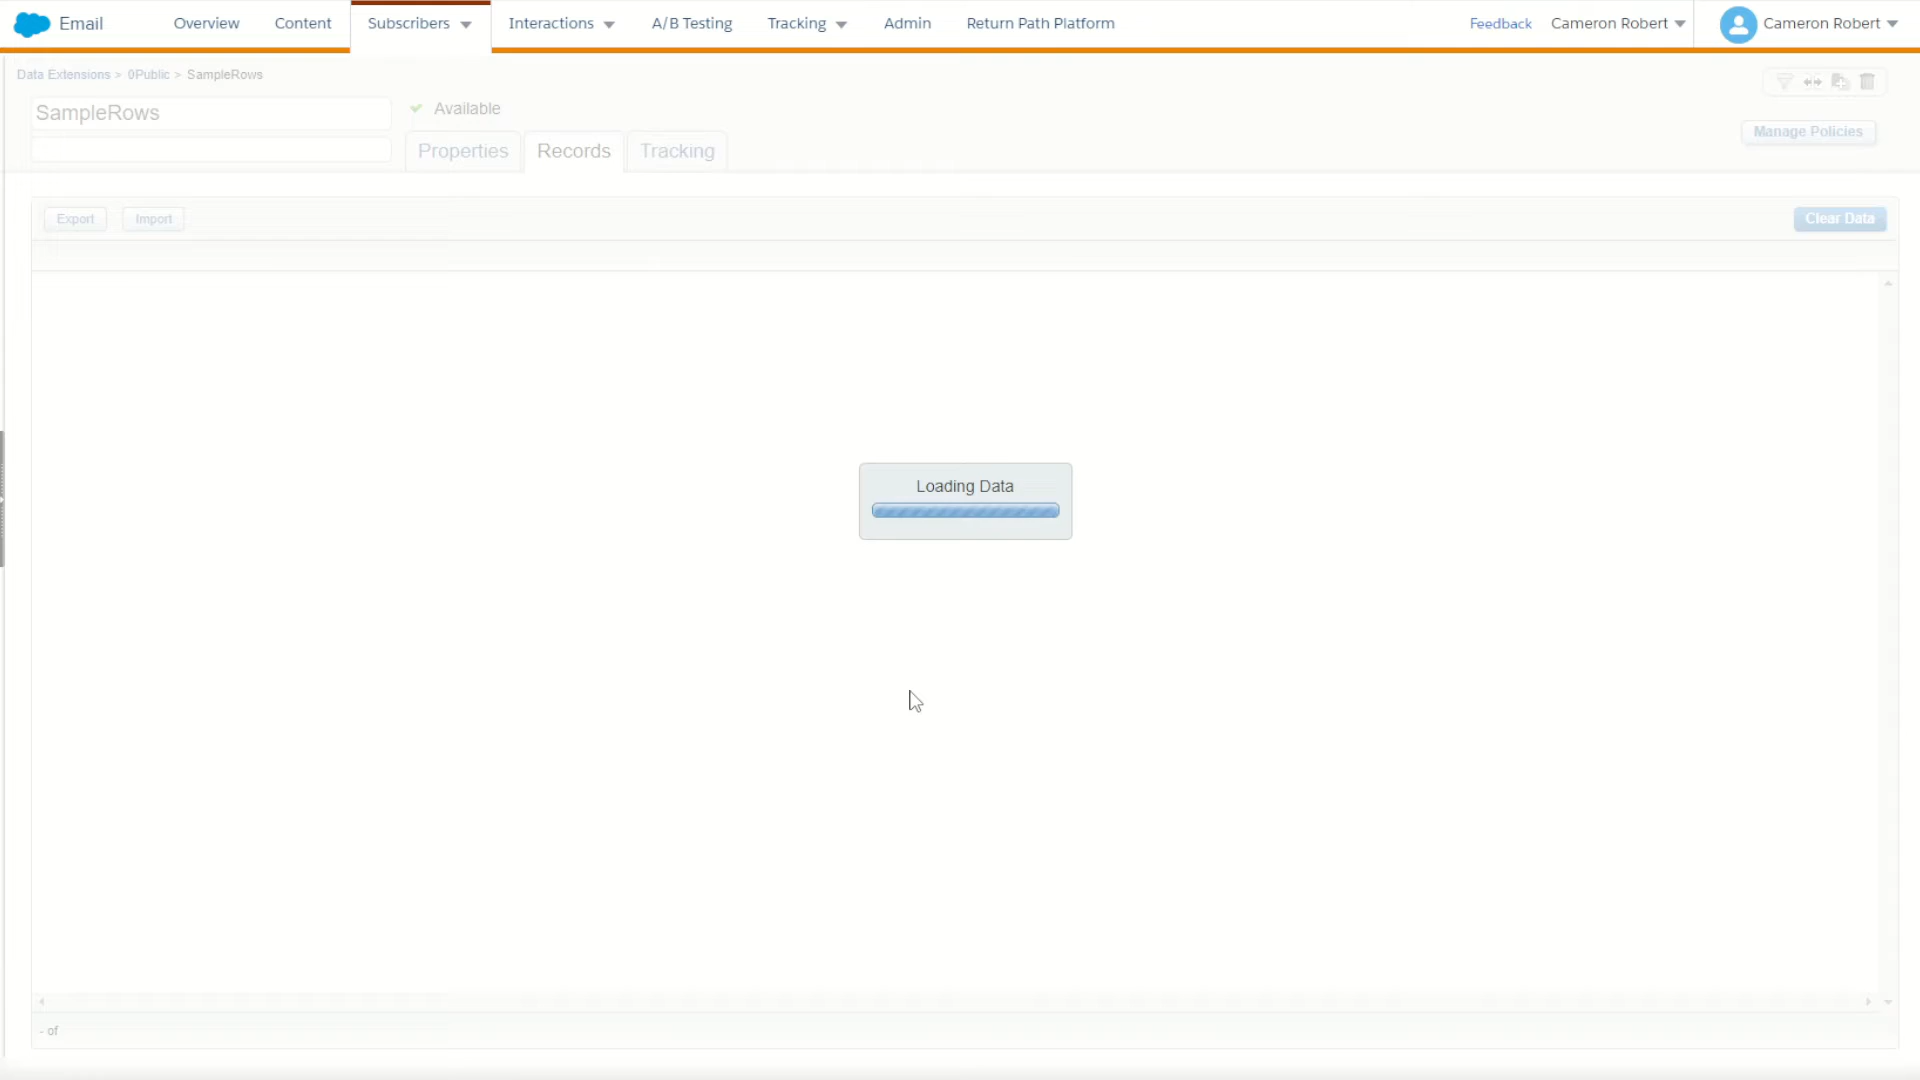 Email Overview Content Subscribers Interactions A/B Testing Tracking Admin Return Path Platform Feedback Cameron Robert Cameron Robert
Data Extensions > 0Public > SampleRows
SampleRows
Available
Manage Policies
Properties Records Tracking
Export Import Clear Data
Loading Data
- of